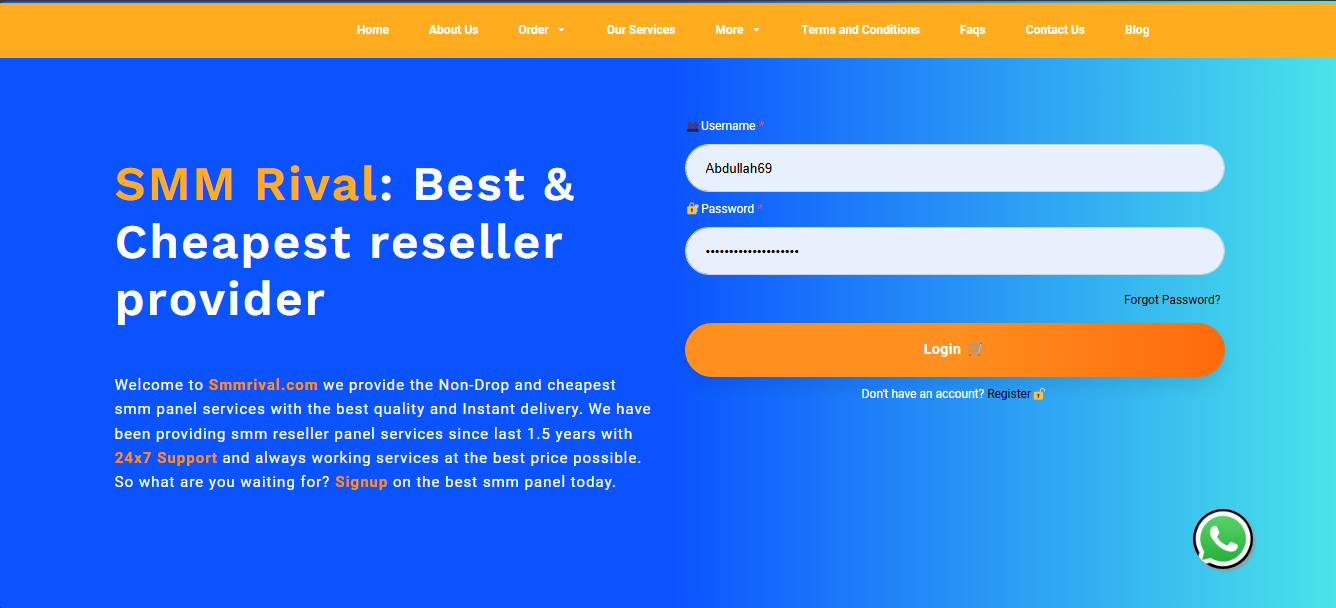 Home About Us Order Our Services More Terms and Conditions Faqs Contact Us Blog
SMM Rival: Best &
Cheapest reseller
provider
Welcome to Smmrival.com we provide the Non-Drop and cheapest
smm panel services with the best quality and Instant delivery. We have
been providing smm reseller panel services since last 1.5 years with
24x7 Support and always working services at the best price possible.
So what are you waiting for? Signup on the best smm panel today.
Username *
Abdullah69
Password *
••••••••••••••••••••
Forgot Password?
Login
Don't have an account? Register